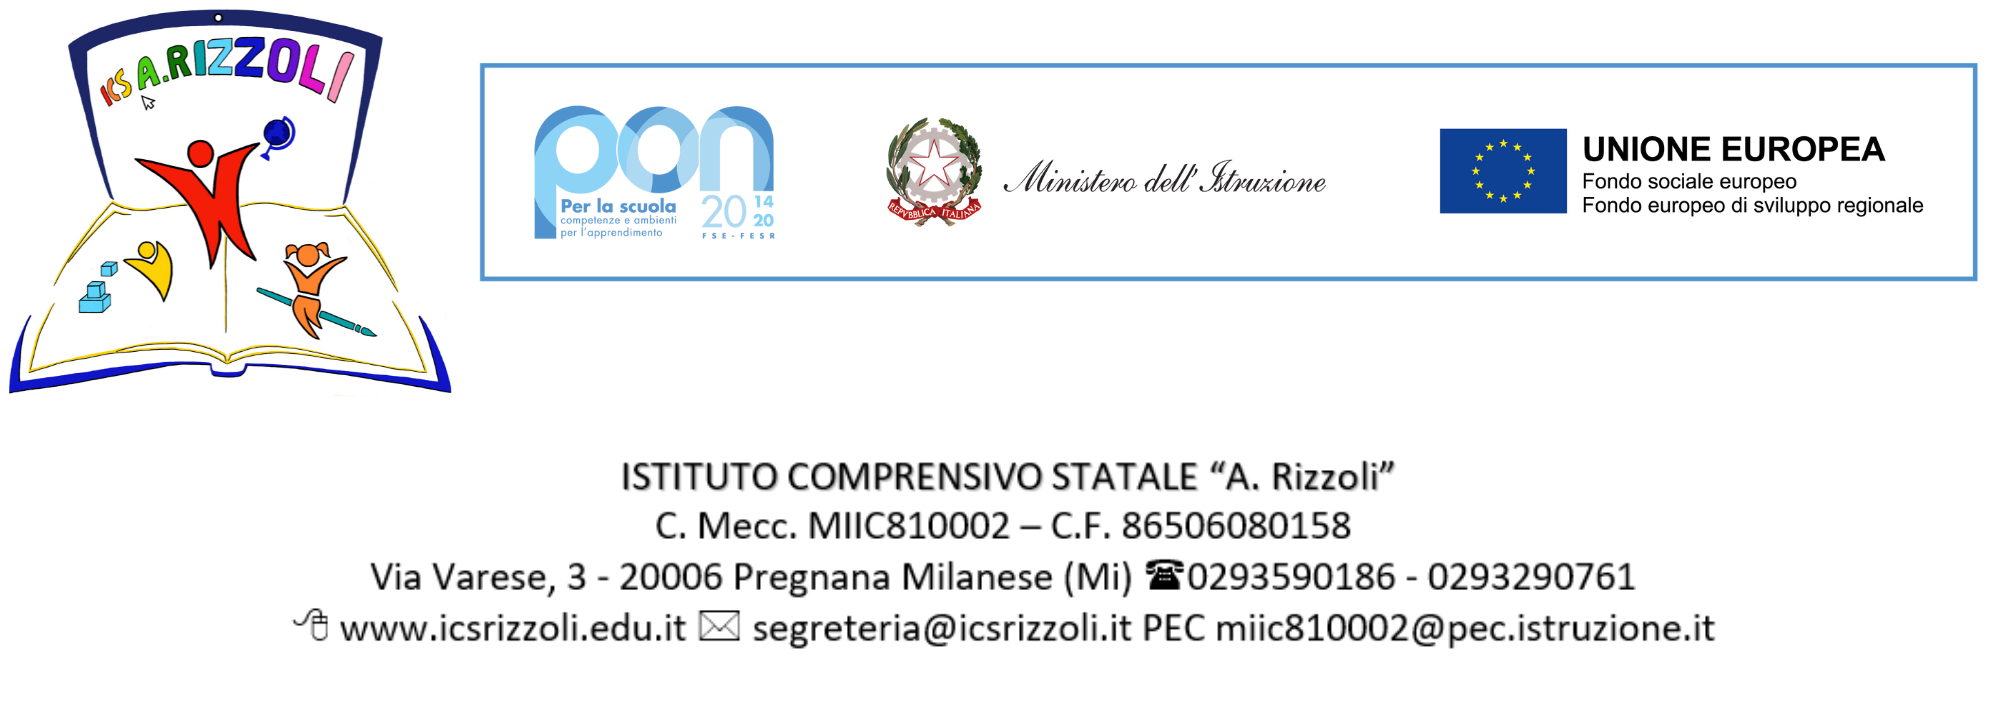 ICS A.RIZZOLI
pon
Per la scuola
competenze e ambienti
per l'apprendimento
2014
20
FSE-FESR
REPVBBLICA ITALIANA
Ministero dell'Istruzione
UNIONE EUROPEA
Fondo sociale europeo
Fondo europeo di sviluppo regionale
ISTITUTO COMPRENSIVO STATALE “A. Rizzoli”
C. Mecc. MIIC810002 – C.F. 86506080158
Via Varese, 3 - 20006 Pregnana Milanese (Mi) ☎0293590186 - 0293290761
www.icsrizzoli.edu.it ✉ segreteria@icsrizzoli.it PEC miic810002@pec.istruzione.it